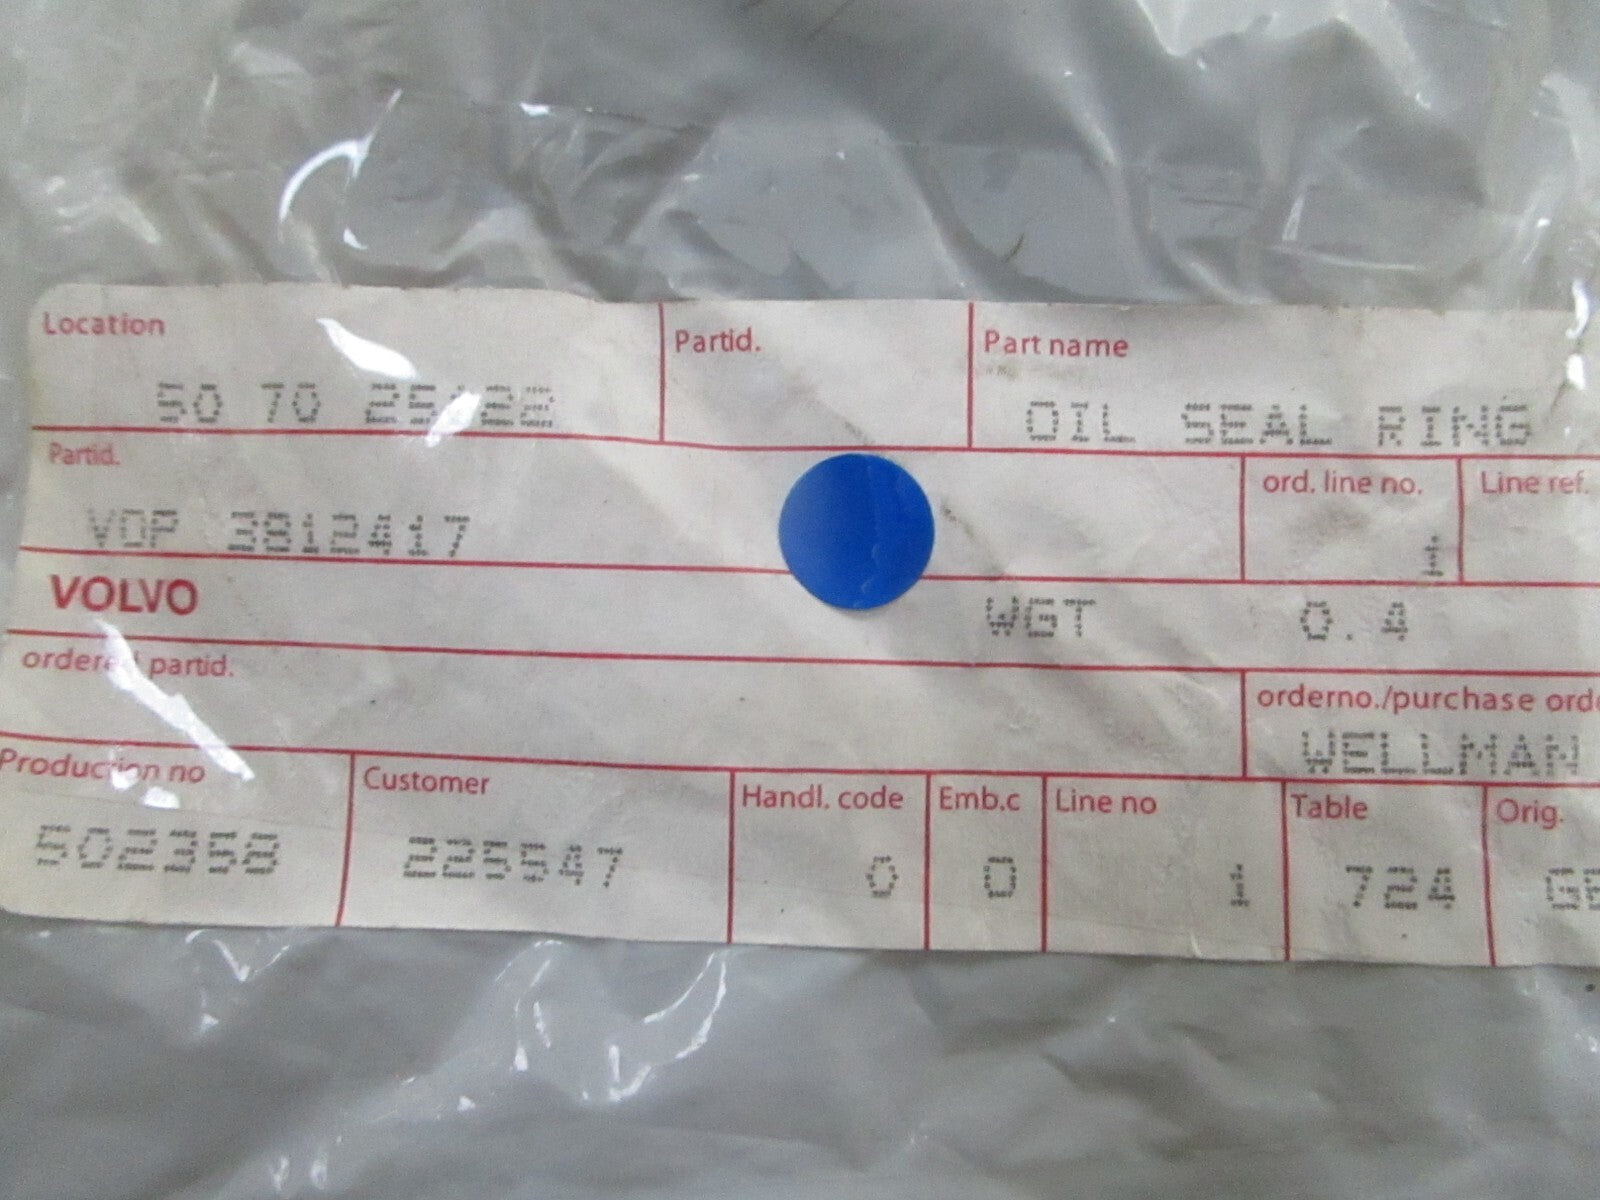 Location Partid. Part name
50 70 OIL SEAL RING
Partid. ord. line no. Line ref.
VOP 3812417 1
VOLVO WGT 0.4
ordered partid. orderno./purchase orde
WELLMAN
Production no Customer Handl. code Emb.c Line no Table Orig.
502358 225547 0 0 1 724 GE